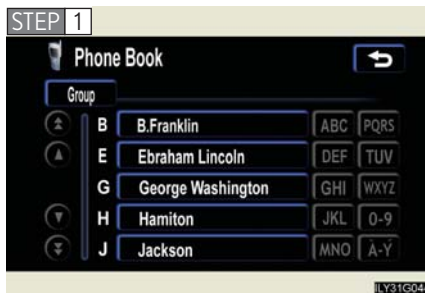 STEP 1
Phone Book
Group
B B.Franklin ABC PQRS
E Ebraham Lincoln DEF TUV
G George Washington GHI WXYZ
H Hamiton JKL 0-9
J Jackson MNO À-Ý
ILY31G04